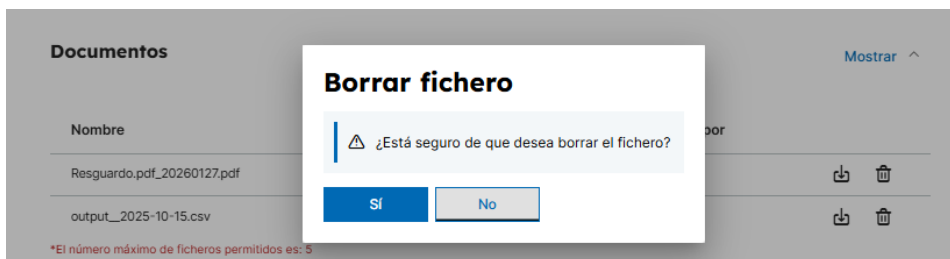 Documentos
Mostrar
Borrar fichero
¿Está seguro de que desea borrar el fichero?
Sí
No
Nombre
por
Resguardo.pdf_20260127.pdf
output__2025-10-15.csv
*El número máximo de ficheros permitidos es: 5